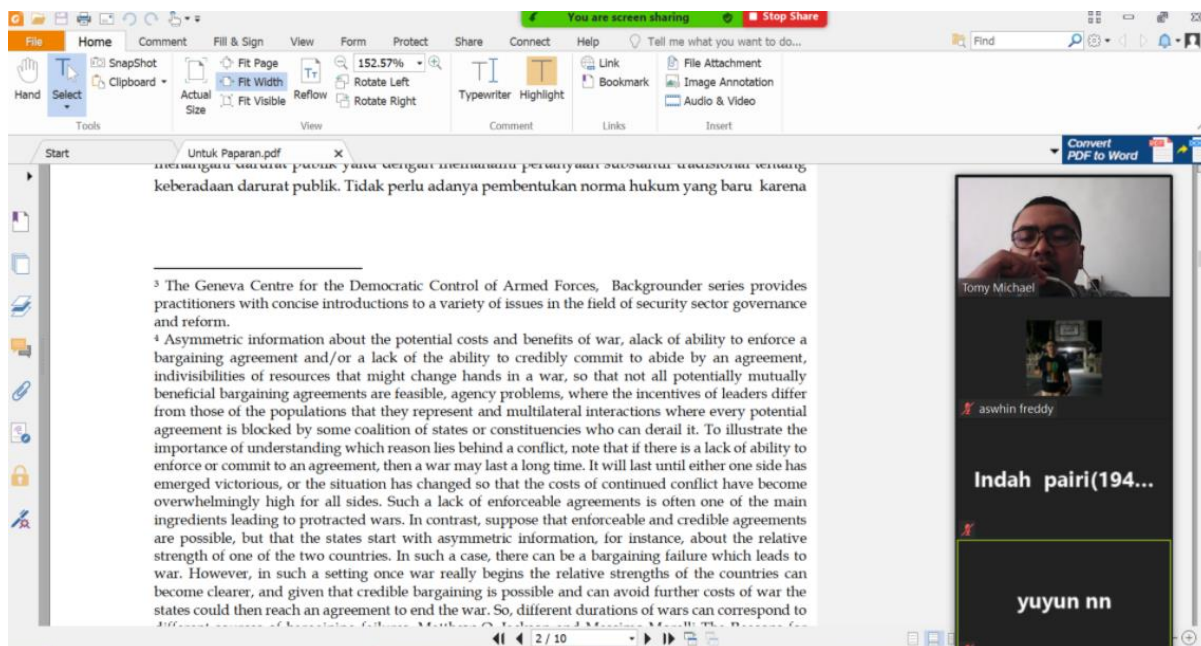 You are screen sharing Stop Share
File Home Comment Fill & Sign View Form Protect Share Connect Help Tell me what you want to do... Find
Hand
Select
SnapShot
Clipboard
Tools
Actual Size
Fit Page
Fit Width
Fit Visible
Reflow
152.57%
Rotate Left
Rotate Right
View
Typewriter Highlight
Comment
Link
Bookmark
Links
File Attachment
Image Annotation
Audio & Video
Insert
Start Untuk Paparan.pdf
Convert
PDF to Word
menangani darurat publik yaitu dengan memahami pertanyaan substantif tradisional tentang
keberadaan darurat publik. Tidak perlu adanya pembentukan norma hukum yang baru karena
³ The Geneva Centre for the Democratic Control of Armed Forces, Backgrounder series provides
practitioners with concise introductions to a variety of issues in the field of security sector governance
and reform.
⁴ Asymmetric information about the potential costs and benefits of war, alack of ability to enforce a
bargaining agreement and/or a lack of the ability to credibly commit to abide by an agreement,
indivisibilities of resources that might change hands in a war, so that not all potentially mutually
beneficial bargaining agreements are feasible, agency problems, where the incentives of leaders differ
from those of the populations that they represent and multilateral interactions where every potential
agreement is blocked by some coalition of states or constituencies who can derail it. To illustrate the
importance of understanding which reason lies behind a conflict, note that if there is a lack of ability to
enforce or commit to an agreement, then a war may last a long time. It will last until either one side has
emerged victorious, or the situation has changed so that the costs of continued conflict have become
overwhelmingly high for all sides. Such a lack of enforceable agreements is often one of the main
ingredients leading to protracted wars. In contrast, suppose that enforceable and credible agreements
are possible, but that the states start with asymmetric information, for instance, about the relative
strength of one of the two countries. In such a case, there can be a bargaining failure which leads to
war. However, in such a setting once war really begins the relative strengths of the countries can
become clearer, and given that credible bargaining is possible and can avoid further costs of war the
states could then reach an agreement to end the war. So, different durations of wars can correspond to
2 / 10
Tomy Michael
aswhin freddy
Indah pairi(194...
yuyun nn